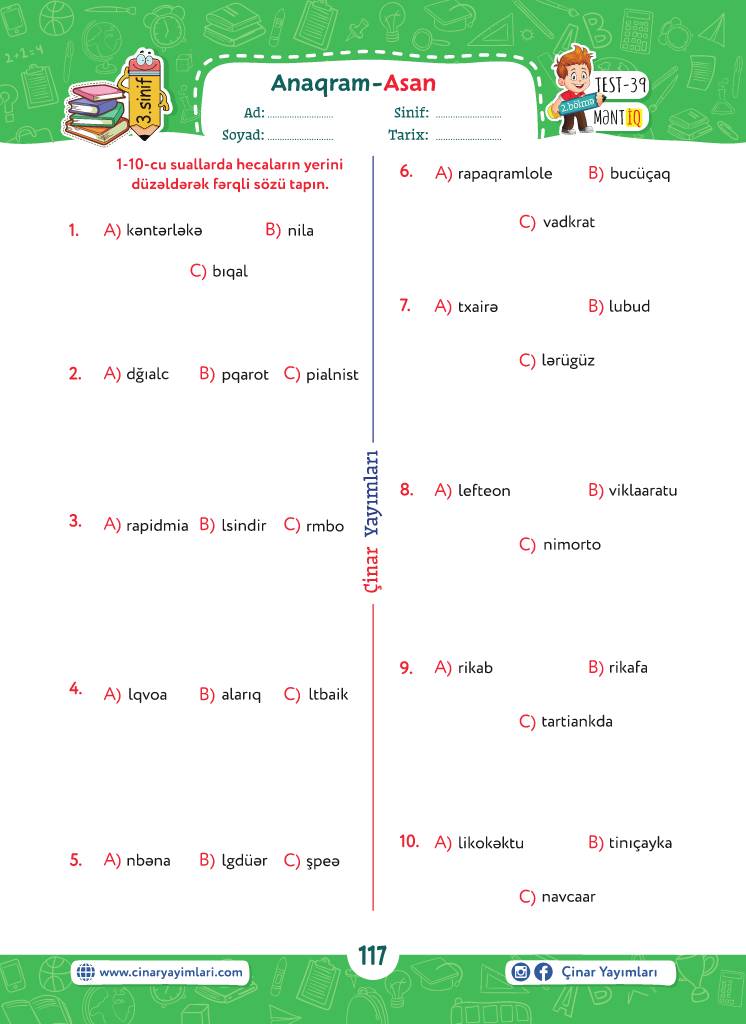 Anaqram-Asan
Ad: ........................
Sinif: ........................
Soyad: ........................
Tarix: ........................
3.sinif
2.bölmə
TEST-39
MƏNTİQ
1-10-cu suallarda hecaların yerini
düzəldərək fərqli sözü tapın.
1. A) kəntərləkə B) nila
C) bıqal
2. A) dğıalc B) pqarot C) pialnist
3. A) rapidmia B) lsindir C) rmbo
4. A) lqvoa B) alarıq C) ltbaik
5. A) nbəna B) lgdüər C) şpeə
Çinar Yayımları
6. A) rapaqramlole B) bucüçaq
C) vadkrat
7. A) txairə B) lubud
C) lərügüz
8. A) lefteon B) viklaaratu
C) nimorto
9. A) rikab B) rikafa
C) tartiankda
10. A) likokəktu B) tinıçayka
C) navcaar
117
www.cinaryayimlari.com
Çinar Yayımları